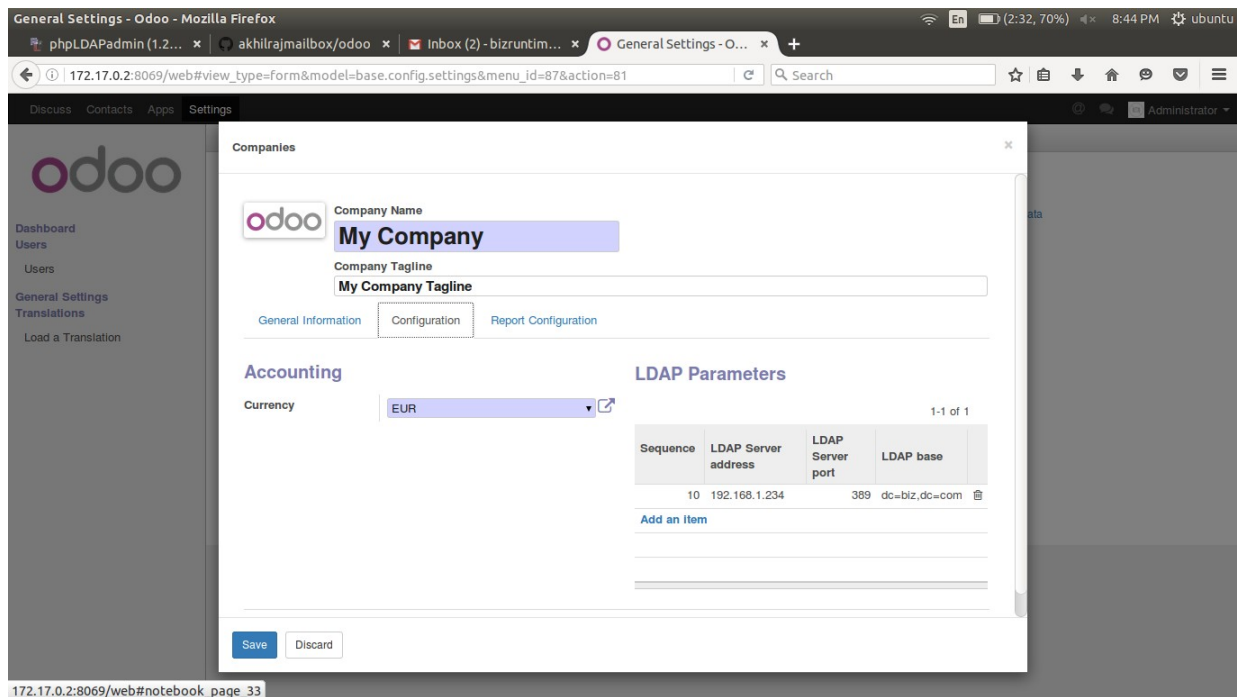 General Settings - Odoo - Mozilla Firefox
En (2:32, 70%) 8:44 PM ubuntu
phpLDAPadmin (1.2... × akhilrajmailbox/odoo × Inbox (2) - bizruntim... × General Settings - O... × +
172.17.0.2:8069/web#view_type=form&model=base.config.settings&menu_id=87&action=81 Search
Discuss Contacts Apps Settings @ Administrator
odoo
Dashboard
Users
Users
General Settings
Translations
Load a Translation
Companies ×
odoo
Company Name
My Company
Company Tagline
My Company Tagline
General Information Configuration Report Configuration
Accounting
Currency EUR
LDAP Parameters
1-1 of 1
Sequence LDAP Server address LDAP Server port LDAP base
10 192.168.1.234 389 dc=biz,dc=com
Add an item
ata
Save Discard
172.17.0.2:8069/web#notebook_page_33